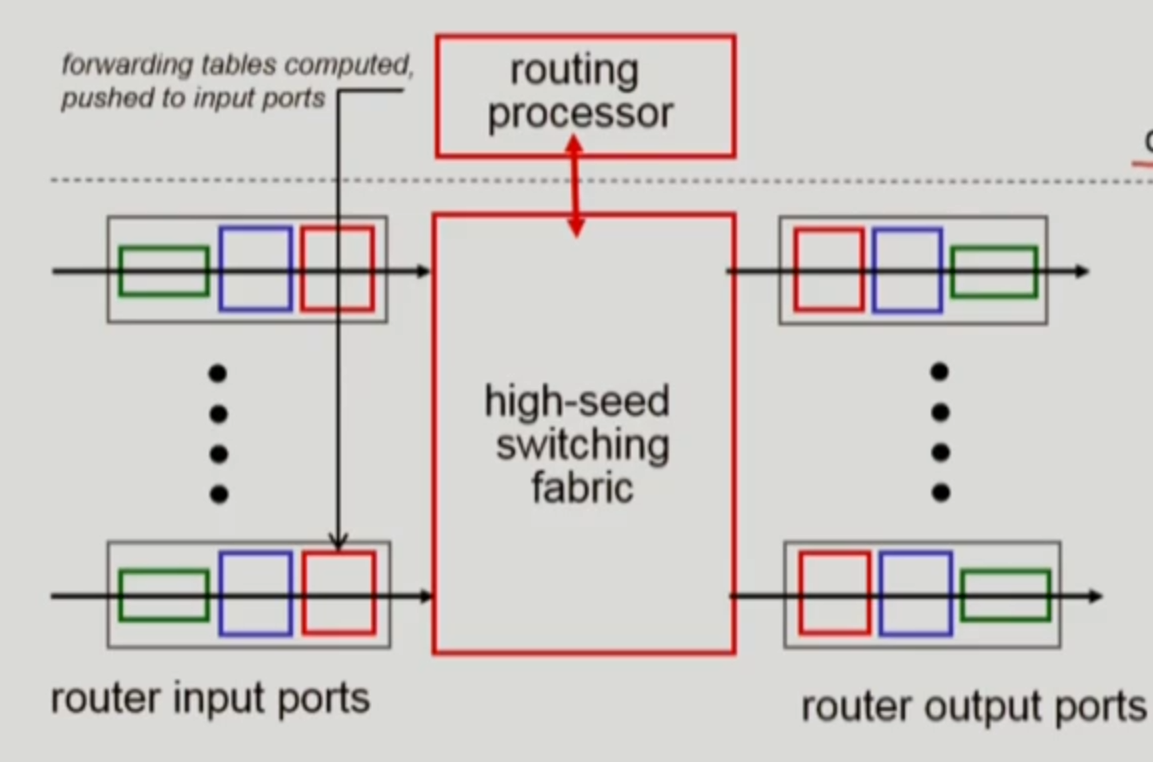 forwarding tables computed,
pushed to input ports
routing
processor
high-seed
switching
fabric
router input ports
router output ports